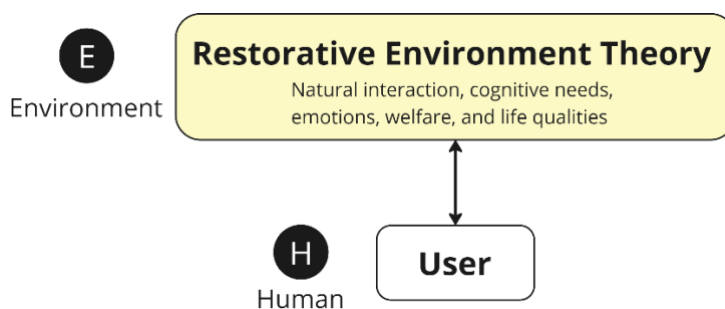 E
Environment
Restorative Environment Theory
Natural interaction, cognitive needs,
emotions, welfare, and life qualities
H
Human
User